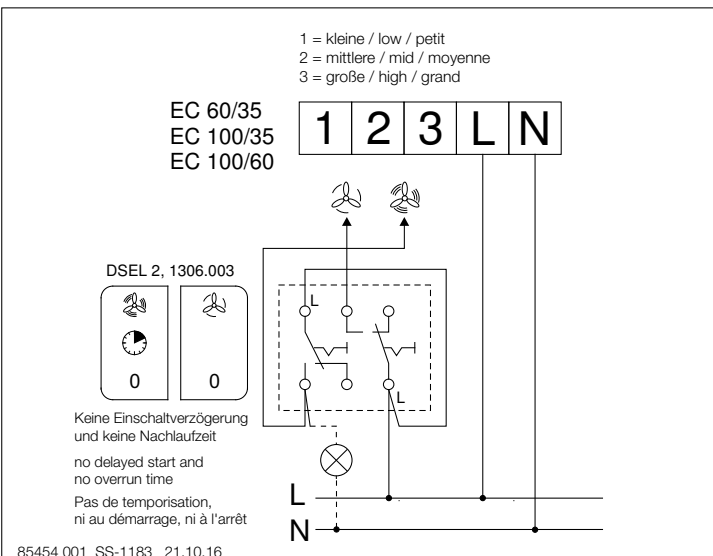 1 = kleine / low / petit
2 = mittlere / mid / moyenne
3 = große / high / grand
EC 60/35
EC 100/35
EC 100/60
1 2 3 L N
DSEL 2, 1306.003
L
0 0
L
Keine Einschaltverzögerung
und keine Nachlaufzeit
no delayed start and
no overrun time
Pas de temporisation,
ni au démarrage, ni à l'arrêt
L
N
85454.001 SS-1183 21.10.16